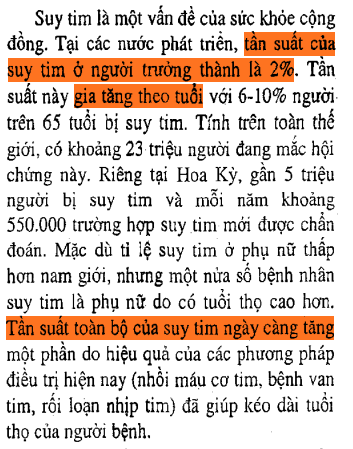 Suy tim là một vấn đề của sức khỏe cộng
đồng. Tại các nước phát triển, tần suất của
suy tim ở người trưởng thành là 2%. Tần
suất này gia tăng theo tuổi với 6-10% người
trên 65 tuổi bị suy tim. Tính trên toàn thế
giới, có khoảng 23 triệu người đang mắc hội
chứng này. Riêng tại Hoa Kỳ, gần 5 triệu
người bị suy tim và mỗi năm khoảng
550.000 trường hợp suy tim mới được chẩn
đoán. Mặc dù tỉ lệ suy tim ở phụ nữ thấp
hơn nam giới, nhưng một nửa số bệnh nhân
suy tim là phụ nữ do có tuổi thọ cao hơn.
Tần suất toàn bộ của suy tim ngày càng tăng
một phần do hiệu quả của các phương pháp
điều trị hiện nay (nhồi máu cơ tim, bệnh van
tim, rối loạn nhịp tim) đã giúp kéo dài tuổi
thọ của người bệnh.